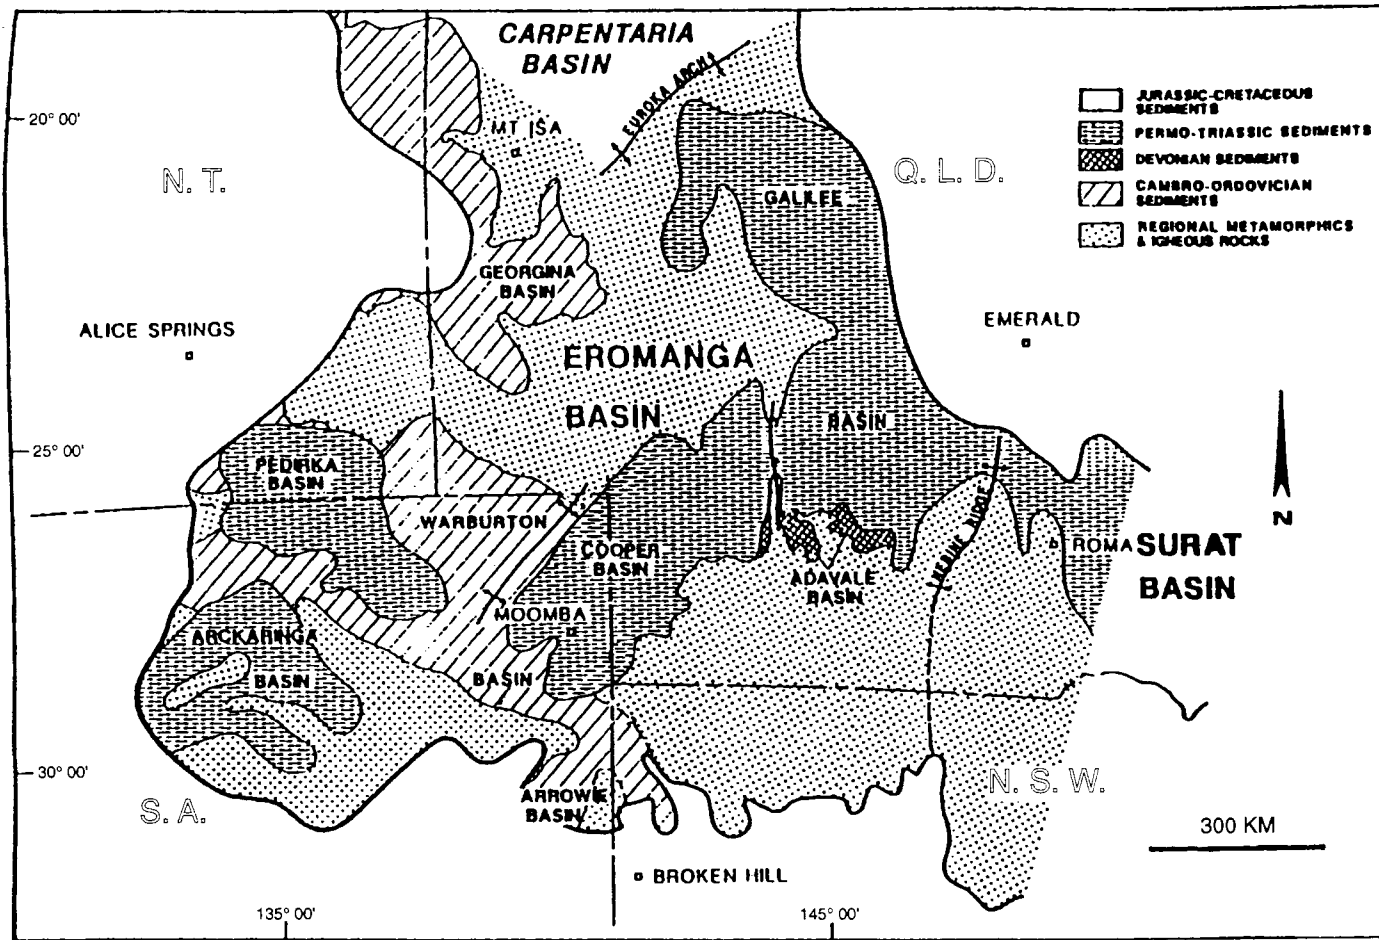 CARPENTARIA
BASIN
EUROKA ARCH
MT ISA
20° 00'
N. T.
Q. L. D.
JURASSIC-CRETACEOUS
SEDIMENTS
PERMO-TRIASSIC SEDIMENTS
DEVONIAN SEDIMENTS
CAMBRO-ORDOVICIAN
SEDIMENTS
REGIONAL METAMORPHICS
& IGNEOUS ROCKS
GALILEE
GEORGINA
BASIN
ALICE SPRINGS
EMERALD
EROMANGA
BASIN
BASIN
25° 00'
PEDIRKA
BASIN
WARBURTON
COOPER
BASIN
ADAVALE
BASIN
NEBINE RIDGE
N
ROMA
SURAT
BASIN
MOOMBA
ARCKARINGA
BASIN
BASIN
30° 00'
S. A.
ARROWIE
BASIN
N. S. W.
300 KM
BROKEN HILL
135° 00'
145° 00'